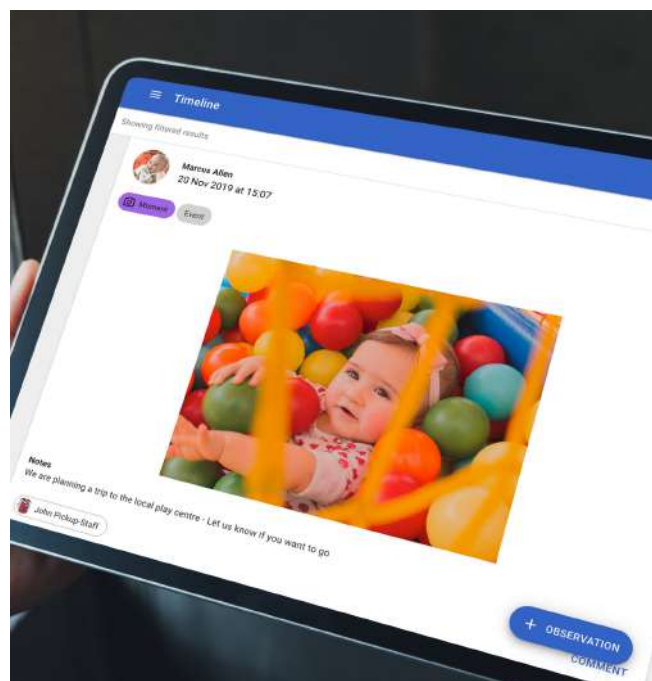 Timeline
Showing filtered results
Marcus Allen
20 Nov 2019 at 15:07
Moment
Event
Notes
We are planning a trip to the local play centre - Let us know if you want to go
John Pickup-Staff
+ OBSERVATION
COMMENT